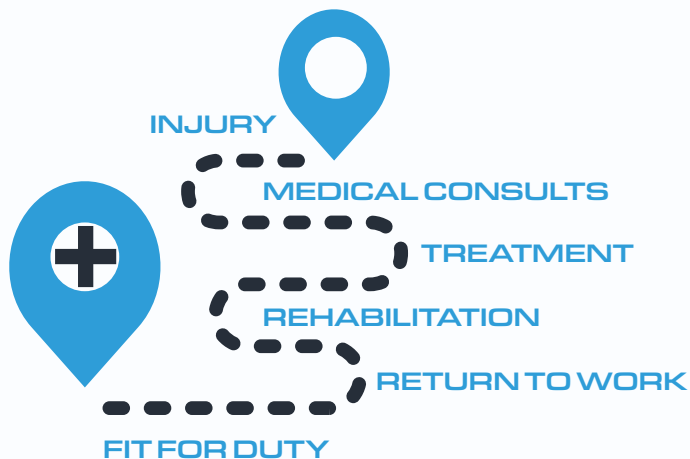 INJURY
MEDICAL CONSULTS
TREATMENT
REHABILITATION
RETURN TO WORK
FIT FOR DUTY